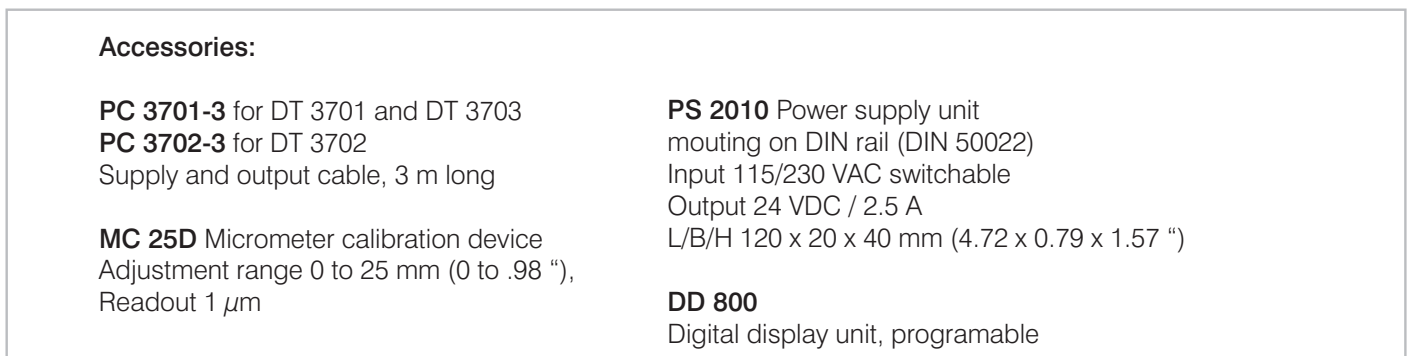 Accessories:
PC 3701-3 for DT 3701 and DT 3703
PC 3702-3 for DT 3702
Supply and output cable, 3 m long
MC 25D Micrometer calibration device
Adjustment range 0 to 25 mm (0 to .98 “),
Readout 1 µm
PS 2010 Power supply unit
mouting on DIN rail (DIN 50022)
Input 115/230 VAC switchable
Output 24 VDC / 2.5 A
L/B/H 120 x 20 x 40 mm (4.72 x 0.79 x 1.57 “)
DD 800
Digital display unit, programable